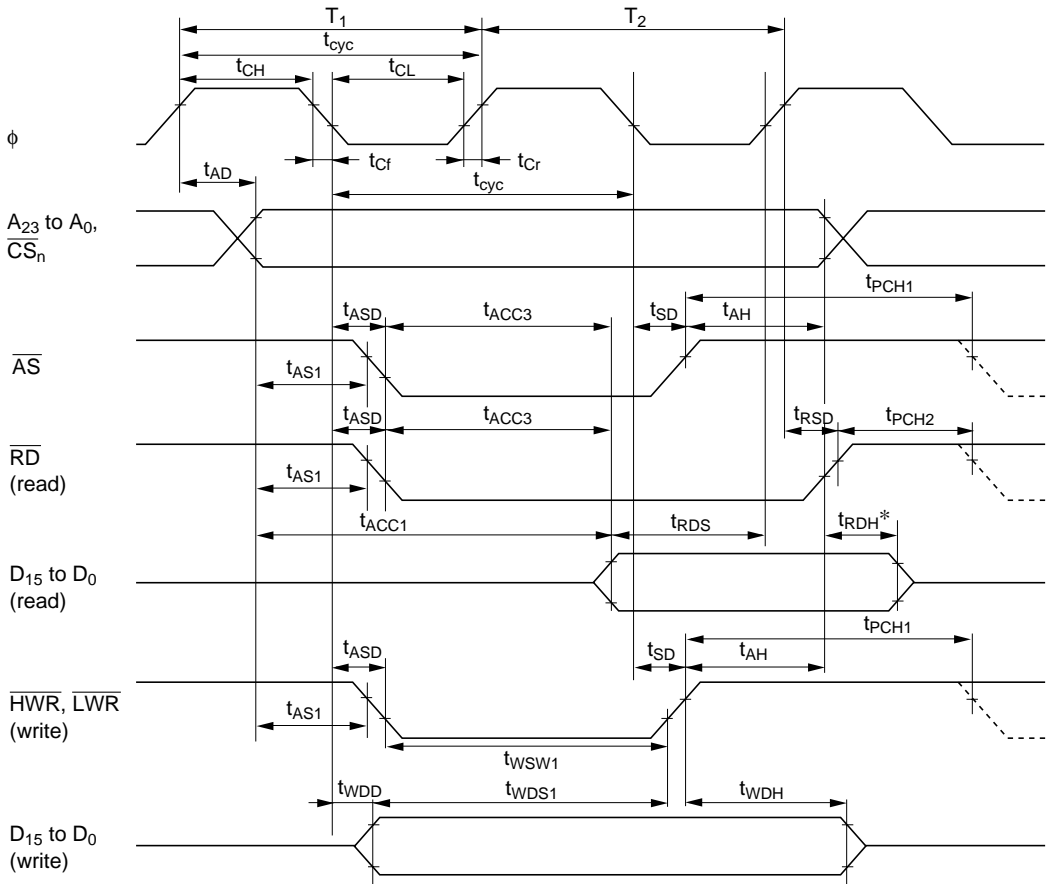 T1 T2
tcyc
tCH tCL
φ
tCf tCr
tAD tcyc
A23 to A0,
CSn
tPCH1
tASD tACC3 tSD tAH
AS
tAS1
tASD tACC3 tRSD tPCH2
RD
(read)
tAS1
tACC1 tRDS tRDH*
D15 to D0
(read)
tPCH1
tASD tSD tAH
HWR, LWR
(write)
tAS1
tWSW1
tWDD tWDS1 tWDH
D15 to D0
(write)